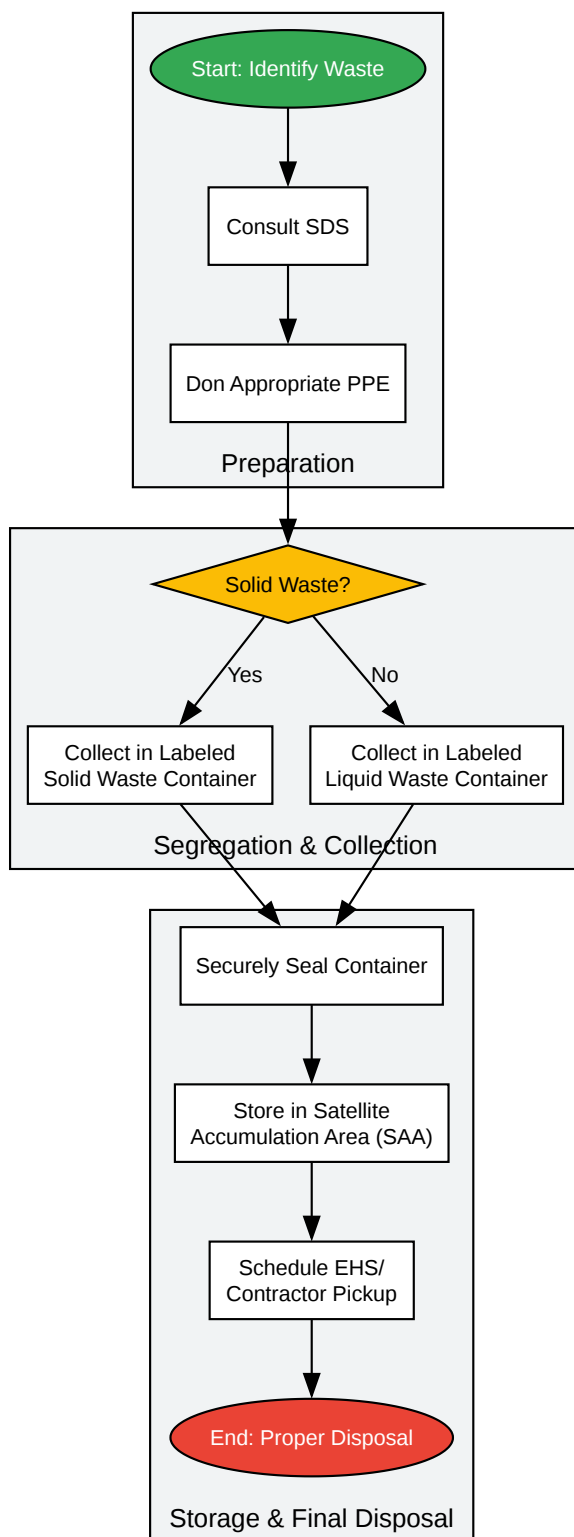 Start: Identify Waste
Consult SDS
Don Appropriate PPE
Preparation
Solid Waste?
Yes
No
Collect in Labeled
Solid Waste Container
Collect in Labeled
Liquid Waste Container
Segregation & Collection
Securely Seal Container
Store in Satellite
Accumulation Area (SAA)
Schedule EHS/
Contractor Pickup
End: Proper Disposal
Storage & Final Disposal